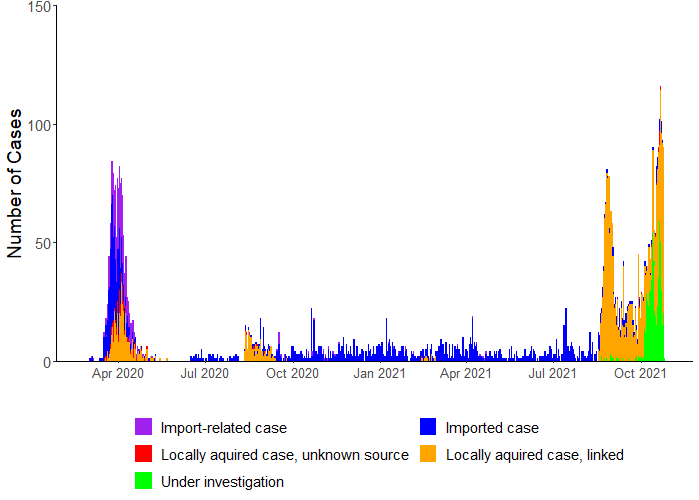 150
100
50
0
Number of Cases
Apr 2020 Jul 2020 Oct 2020 Jan 2021 Apr 2021 Jul 2021 Oct 2021
Import-related case Imported case
Locally aquired case, unknown source Locally aquired case, linked
Under investigation